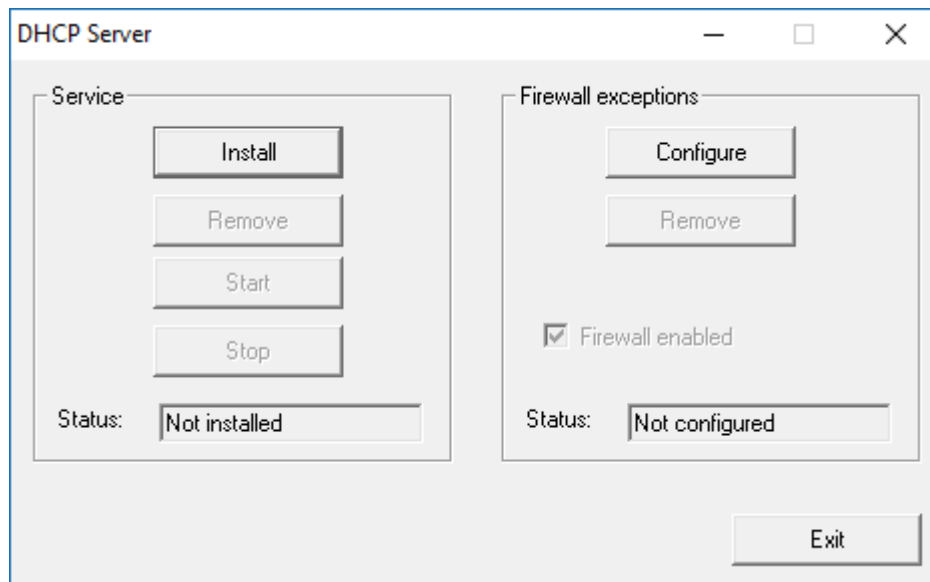 DHCP Server
Service
Install
Remove
Start
Stop
Status: Not installed
Firewall exceptions
Configure
Remove
Firewall enabled
Status: Not configured
Exit